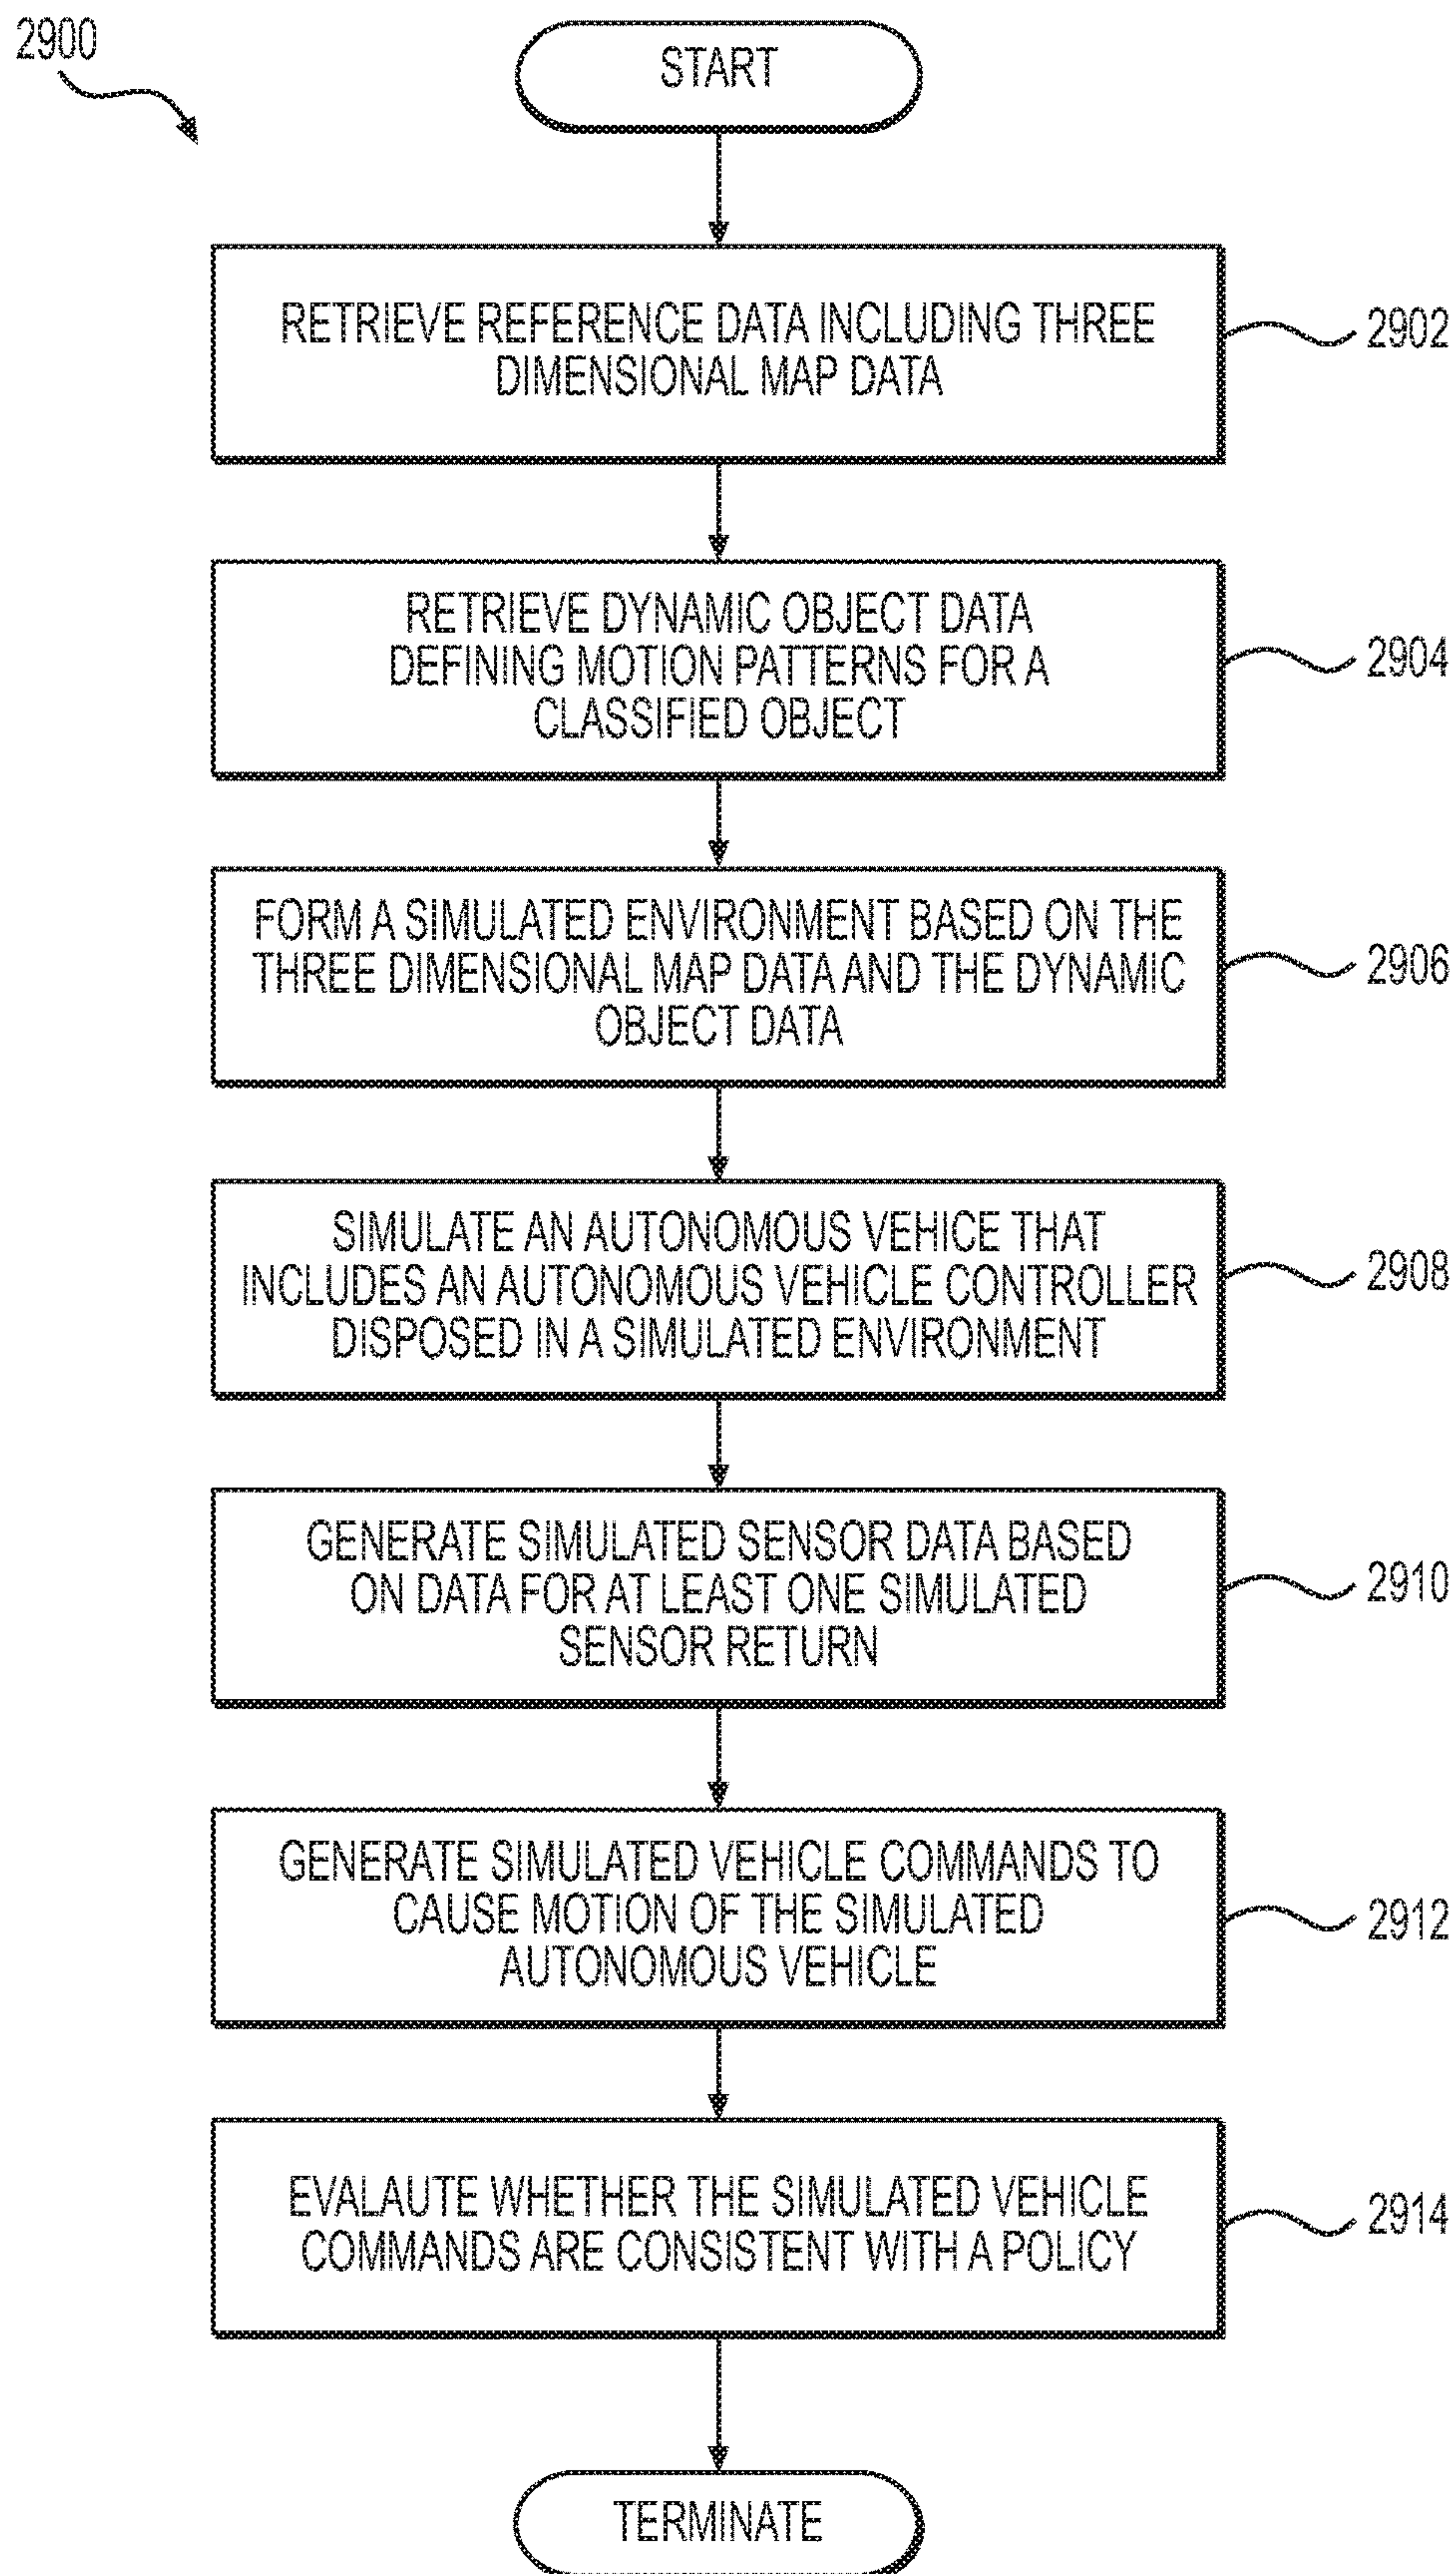 2900
START
RETRIEVE REFERENCE DATA INCLUDING THREE
DIMENSIONAL MAP DATA
2902
RETRIEVE DYNAMIC OBJECT DATA
DEFINING MOTION PATTERNS FOR A
CLASSIFIED OBJECT
2904
FORM A SIMULATED ENVIRONMENT BASED ON THE
THREE DIMENSIONAL MAP DATA AND THE DYNAMIC
OBJECT DATA
2906
SIMULATE AN AUTONOMOUS VEHICE THAT
INCLUDES AN AUTONOMOUS VEHICLE CONTROLLER
DISPOSED IN A SIMULATED ENVIRONMENT
2908
GENERATE SIMULATED SENSOR DATA BASED
ON DATA FOR AT LEAST ONE SIMULATED
SENSOR RETURN
2910
GENERATE SIMULATED VEHICLE COMMANDS TO
CAUSE MOTION OF THE SIMULATED
AUTONOMOUS VEHICLE
2912
EVALAUTE WHETHER THE SIMULATED VEHICLE
COMMANDS ARE CONSISTENT WITH A POLICY
2914
TERMINATE